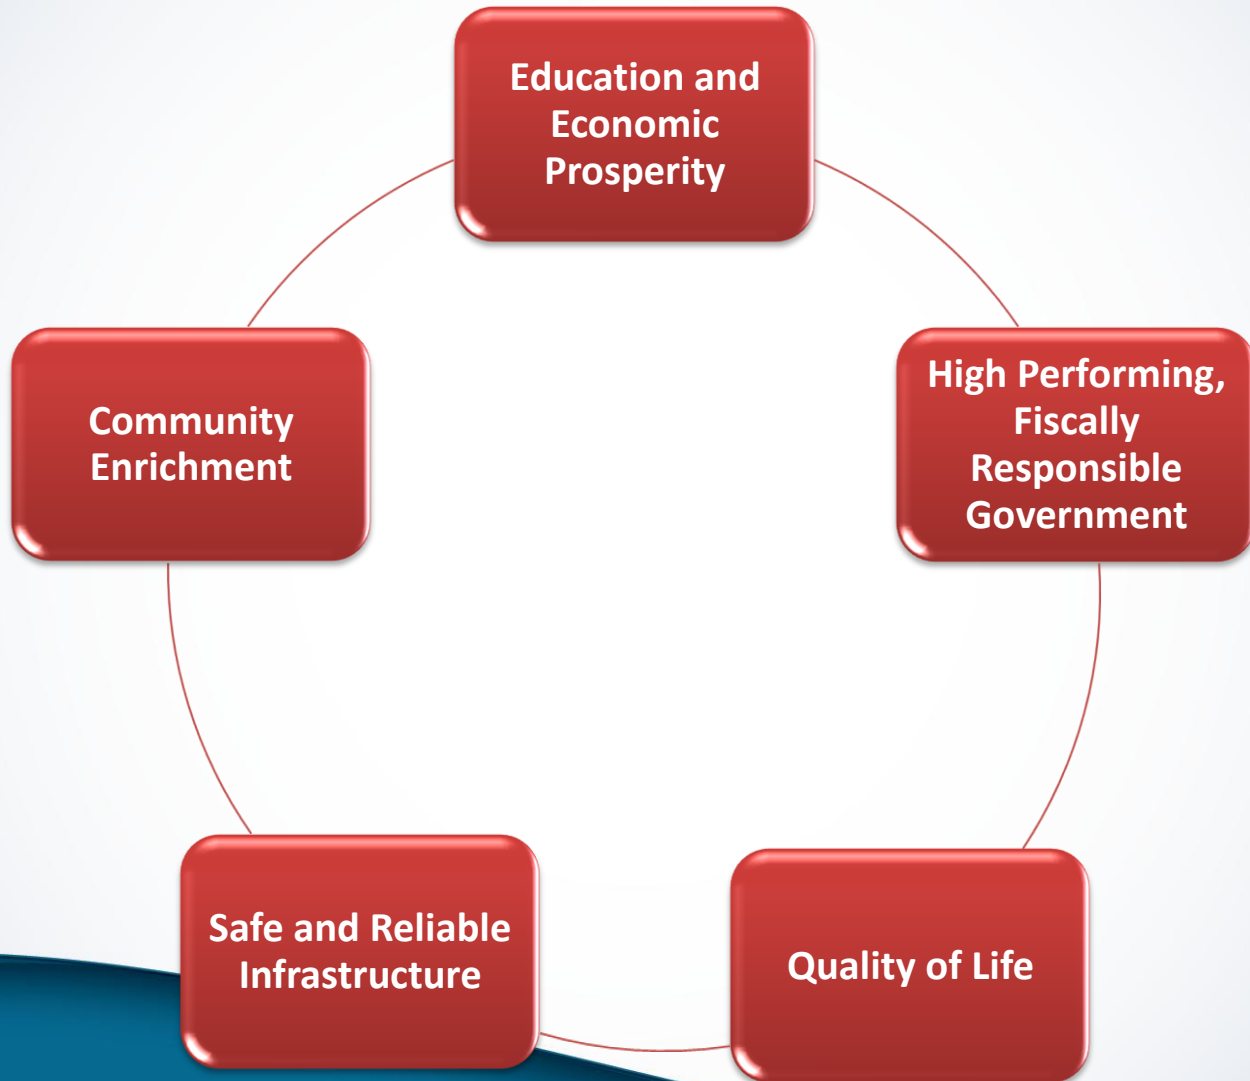 Education and
Economic
Prosperity
High Performing,
Fiscally
Responsible
Government
Quality of Life
Safe and Reliable
Infrastructure
Community
Enrichment